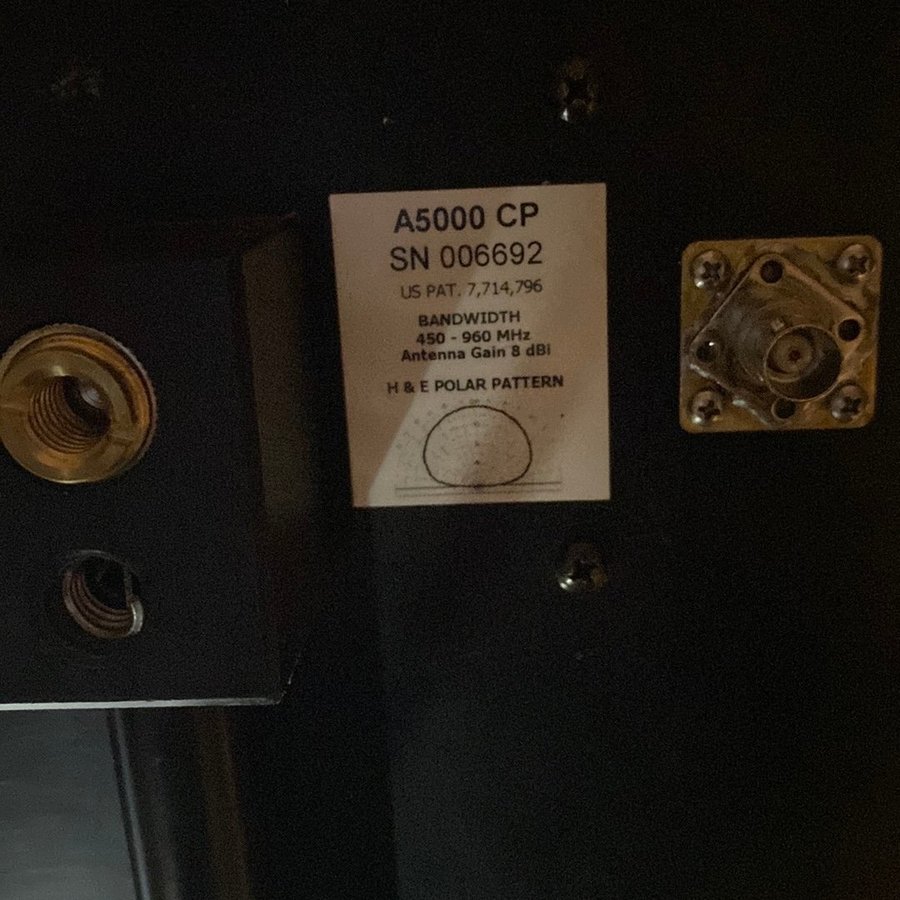 A5000 CP
SN 006692
US PAT. 7,714,796
BANDWIDTH
450 - 960 MHz
Antenna Gain 8 dBi
H & E POLAR PATTERN